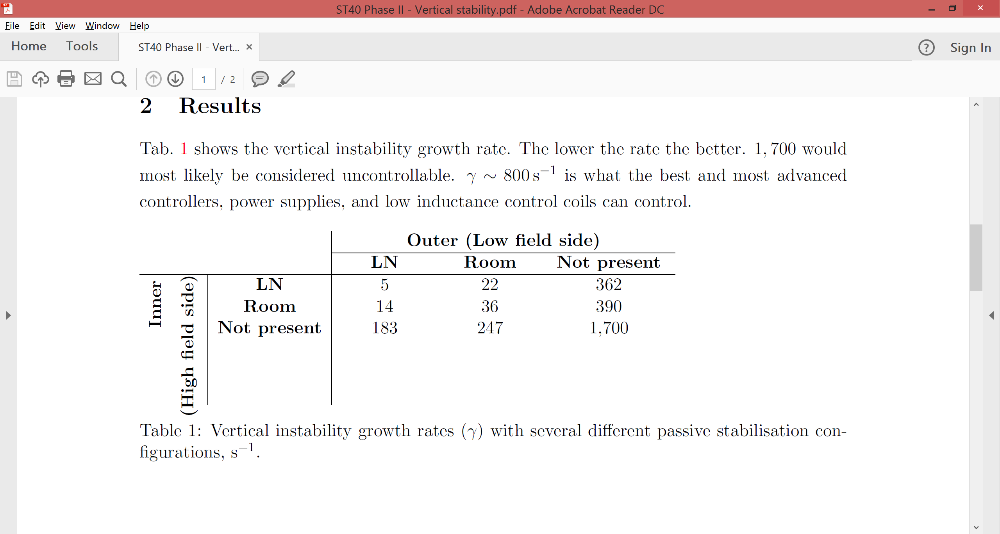 ST40 Phase II - Vertical stability.pdf - Adobe Acrobat Reader DC
File Edit View Window Help
Home Tools ST40 Phase II - Vert... × ? Sign In
1 / 2
2 Results
Tab. 1 shows the vertical instability growth rate. The lower the rate the better. 1,700 would
most likely be considered uncontrollable. γ ∼ 800 s⁻¹ is what the best and most advanced
controllers, power supplies, and low inductance control coils can control.
Outer (Low field side)
LN Room Not present
Inner
(High field side)
LN 5 22 362
Room 14 36 390
Not present 183 247 1,700
Table 1: Vertical instability growth rates (γ) with several different passive stabilisation con-
figurations, s⁻¹.